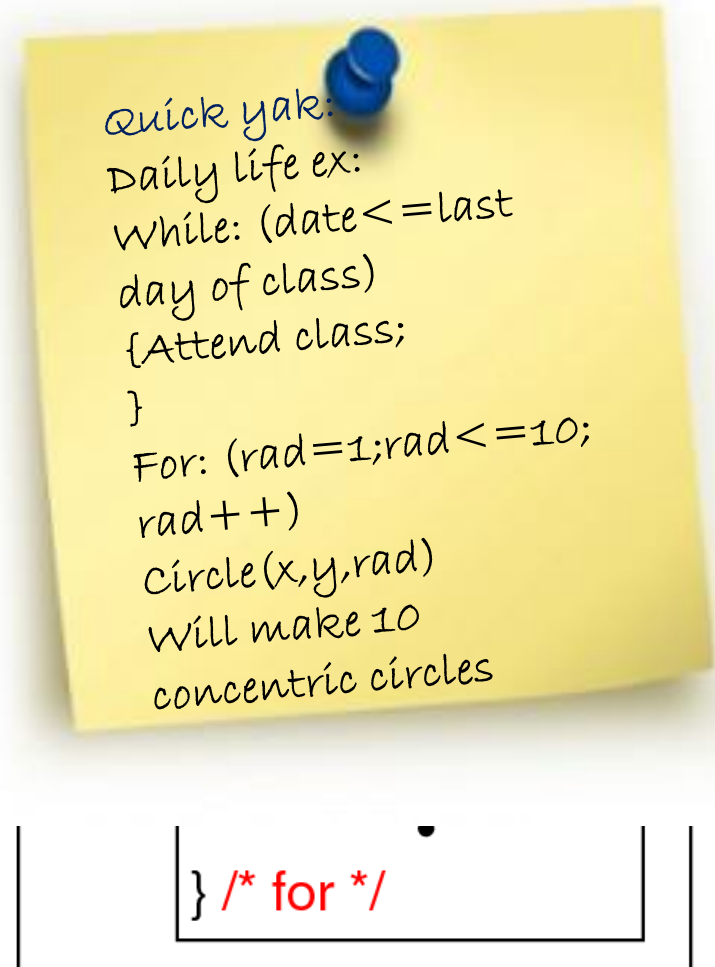 Quick yak:
Daily life ex:
While: (date<=last
day of class)
{Attend class;
}
For: (rad=1;rad<=10;
rad++)
Circle(x,y,rad)
Will make 10
concentric circles
} /* for */